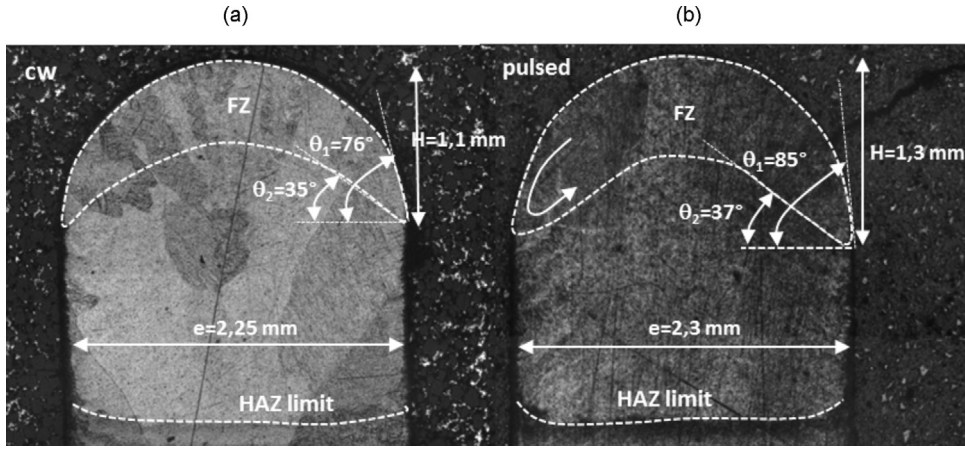 (a)
(b)
cw
FZ
θ1=76°
H=1,1 mm
θ2=35°
e=2,25 mm
HAZ limit
pulsed
FZ
θ1=85°
H=1,3 mm
θ2=37°
e=2,3 mm
HAZ limit